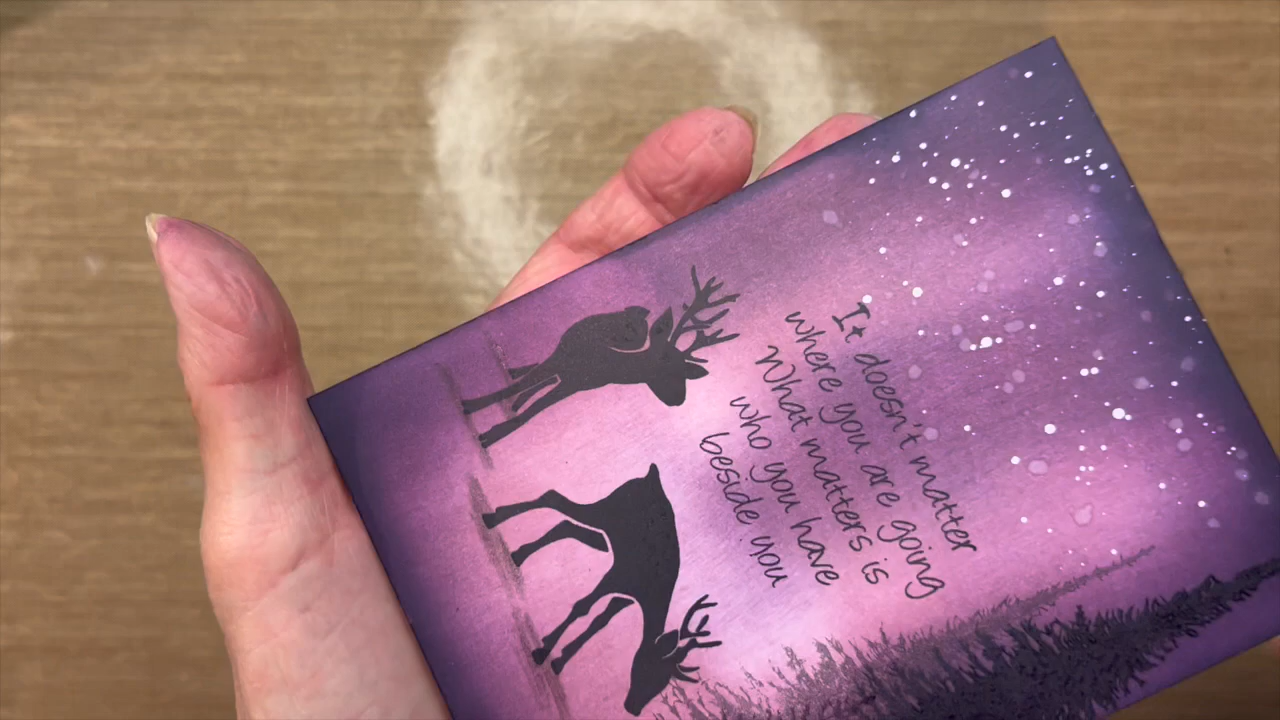 It doesn't matter
where you are going
What matters is
who you have
beside you